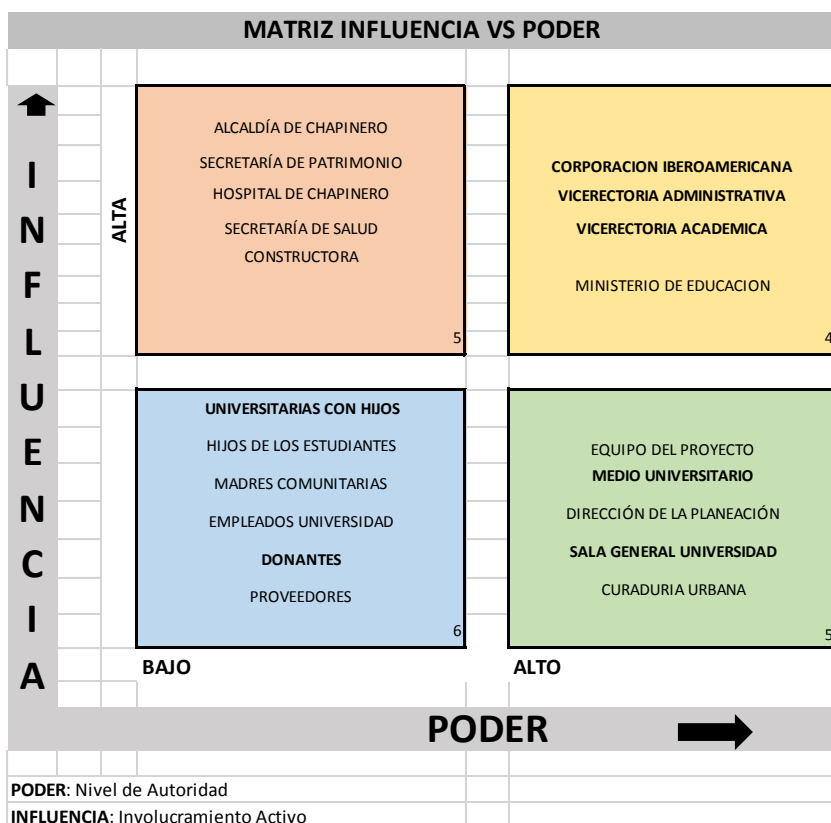 MATRIZ INFLUENCIA VS PODER
INFLUENCIA
ALTA
ALCALDÍA DE CHAPINERO
SECRETARÍA DE PATRIMONIO
HOSPITAL DE CHAPINERO
SECRETARÍA DE SALUD
CONSTRUCTORA
5
CORPORACION IBEROAMERICANA
VICERECTORIA ADMINISTRATIVA
VICERECTORIA ACADEMICA
MINISTERIO DE EDUCACION
4
UNIVERSITARIAS CON HIJOS
HIJOS DE LOS ESTUDIANTES
MADRES COMUNITARIAS
EMPLEADOS UNIVERSIDAD
DONANTES
PROVEEDORES
6
EQUIPO DEL PROYECTO
MEDIO UNIVERSITARIO
DIRECCIÓN DE LA PLANEACIÓN
SALA GENERAL UNIVERSIDAD
CURADURIA URBANA
5
BAJO
ALTO
PODER
PODER: Nivel de Autoridad
INFLUENCIA: Involucramiento Activo